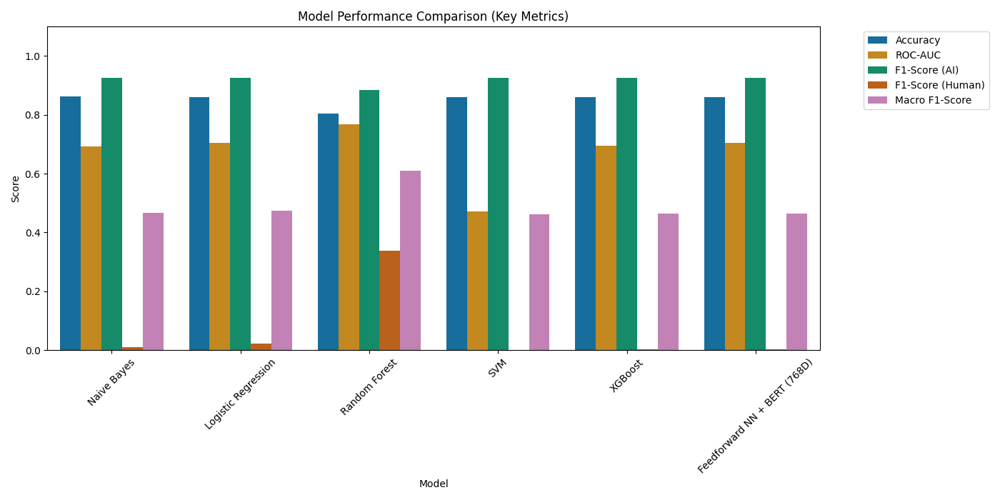 Model Performance Comparison (Key Metrics)
Accuracy
ROC-AUC
F1-Score (AI)
F1-Score (Human)
Macro F1-Score
Score
1.0
0.8
0.6
0.4
0.2
0.0
Naive Bayes
Logistic Regression
Random Forest
SVM
XGBoost
Feedforward NN + BERT (768D)
Model